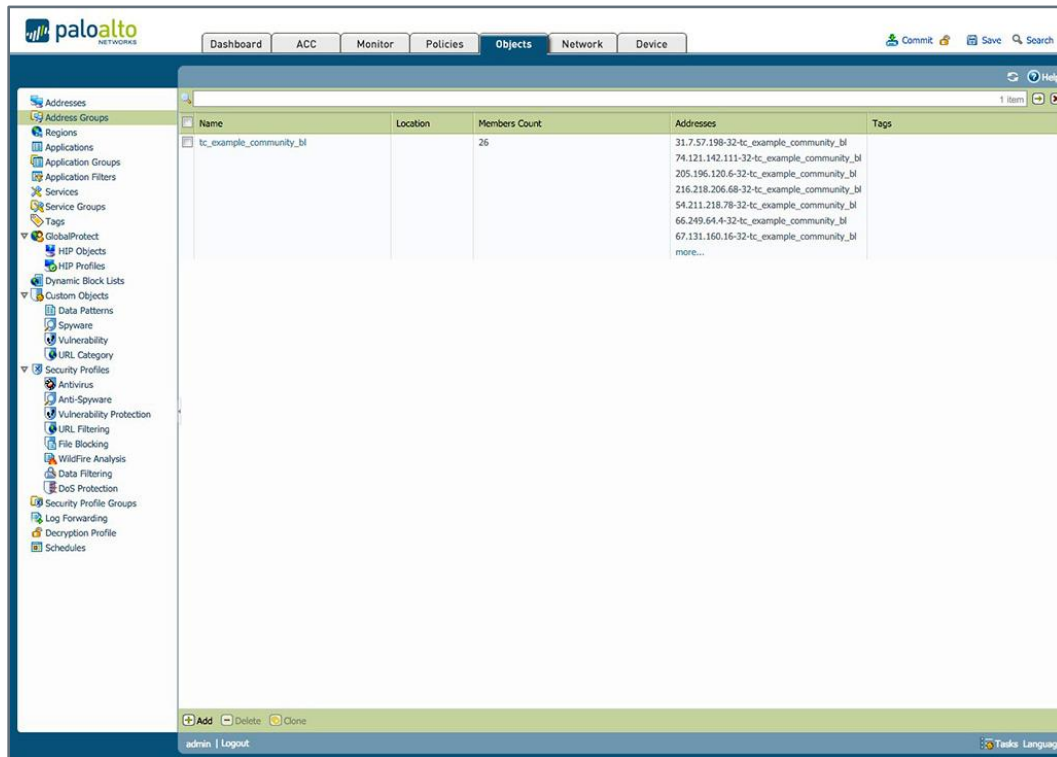 paloalto
NETWORKS
Dashboard ACC Monitor Policies Objects Network Device
Commit Save Search
Help
1 item
Addresses
Address Groups
Regions
Applications
Application Groups
Application Filters
Services
Service Groups
Tags
GlobalProtect
HIP Objects
HIP Profiles
Dynamic Block Lists
Custom Objects
Data Patterns
Spyware
Vulnerability
URL Category
Security Profiles
Antivirus
Anti-Spyware
Vulnerability Protection
URL Filtering
File Blocking
WildFire Analysis
Data Filtering
DoS Protection
Security Profile Groups
Log Forwarding
Decryption Profile
Schedules
Name Location Members Count Addresses Tags
tc_example_community_bl 26 31.7.57.198-32-tc_example_community_bl
74.121.142.111-32-tc_example_community_bl
205.196.120.6-32-tc_example_community_bl
216.218.206.68-32-tc_example_community_bl
54.211.218.78-32-tc_example_community_bl
66.249.64.4-32-tc_example_community_bl
67.131.160.16-32-tc_example_community_bl
more...
Add Delete Clone
admin | Logout
Tasks Languag